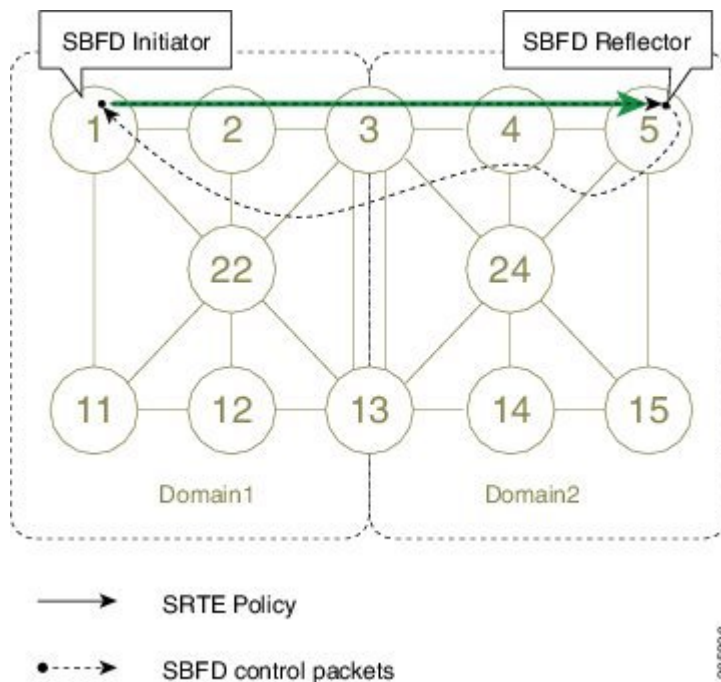 SBFD Initiator
SBFD Reflector
1 2 3 4 5
22 24
11 12 13 14 15
Domain1 Domain2
SRTE Policy
SBFD control packets